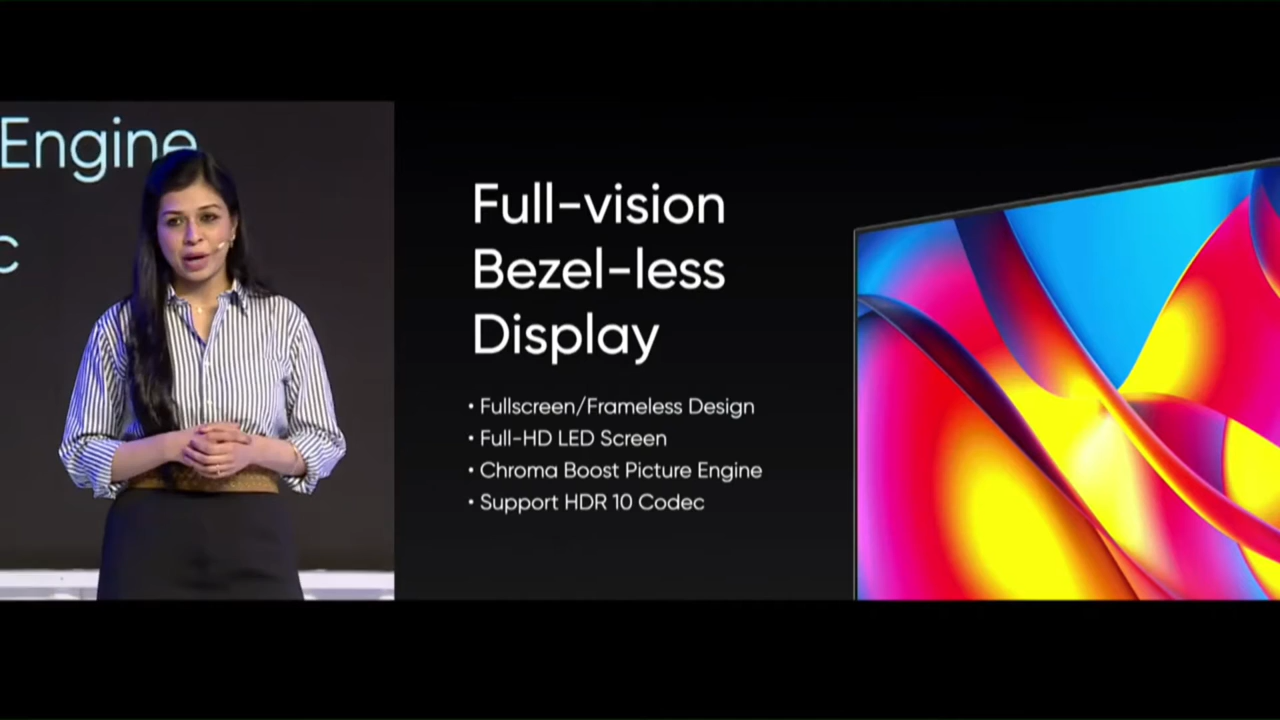 Engine
C
Full-vision
Bezel-less
Display
• Fullscreen/Frameless Design
• Full-HD LED Screen
• Chroma Boost Picture Engine
• Support HDR 10 Codec